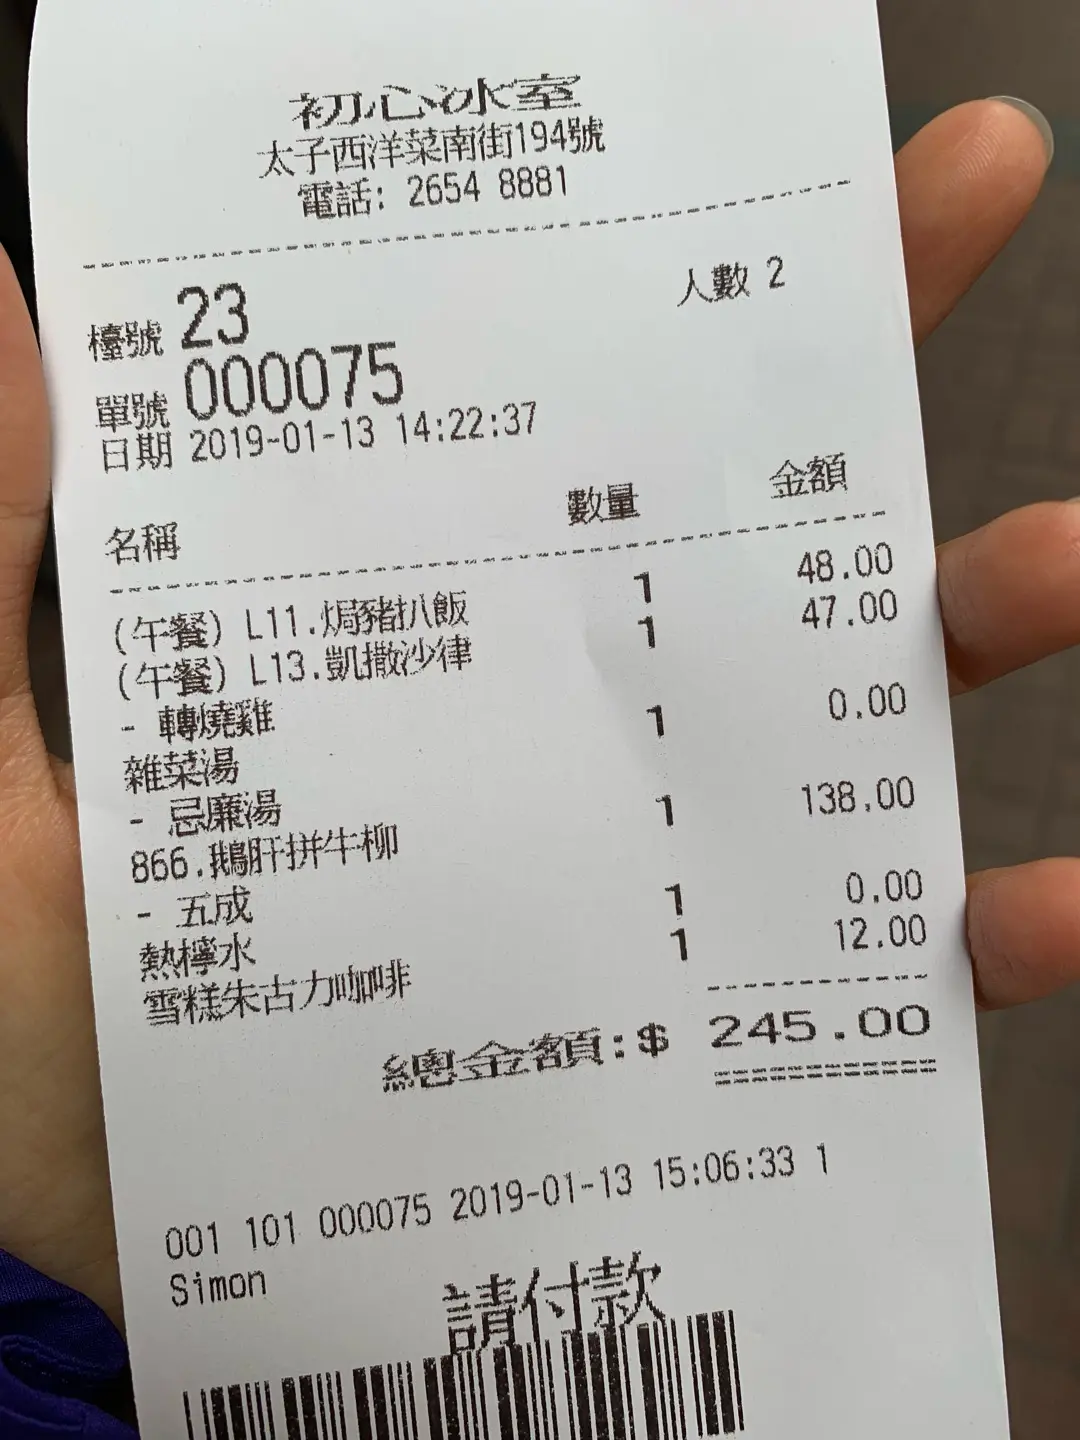 初心冰室
太子西洋菜南街194號
電話: 2654 8881
檯號 23 人數 2
單號 000075
日期 2019-01-13 14:22:37
名稱 數量 金額
(午餐) L11.焗豬扒飯 1 48.00
(午餐) L13.凱撒沙律 1 47.00
- 轉燒雞
雜菜湯 1 0.00
- 忌廉湯
866.鵝肝拼牛柳 1 138.00
- 五成
熱檸水 1 0.00
雪糕朱古力咖啡 1 12.00
總金額:$ 245.00
001 101 000075 2019-01-13 15:06:33 1
Simon
請付款